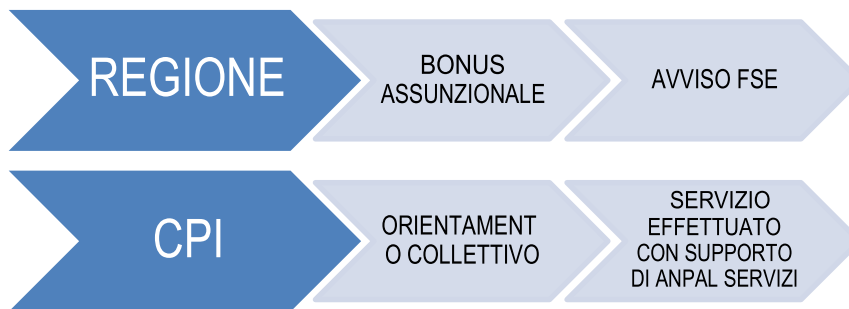 REGIONE
BONUS
ASSUNZIONALE
AVVISO FSE
CPI
ORIENTAMENT
O COLLETTIVO
SERVIZIO
EFFETTUATO
CON SUPPORTO
DI ANPAL SERVIZI